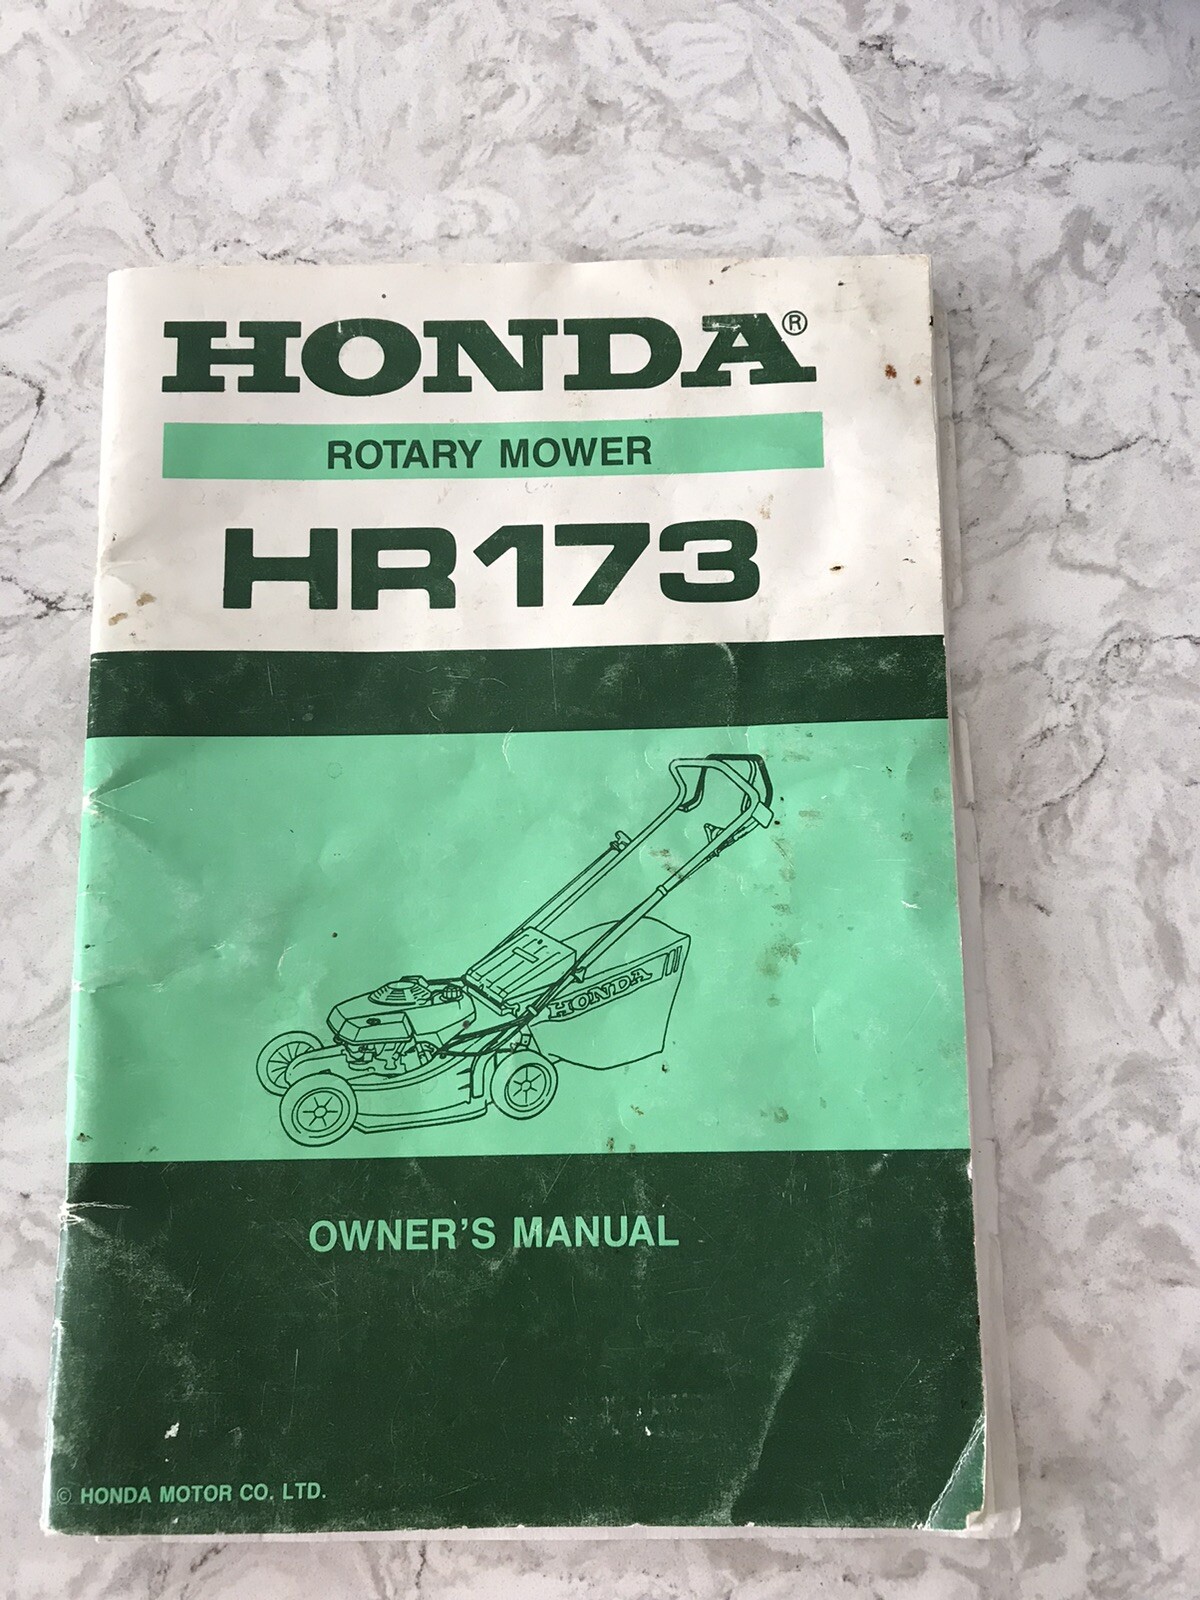 HONDA®
ROTARY MOWER
HR173
HONDA
OWNER'S MANUAL
© HONDA MOTOR CO. LTD.